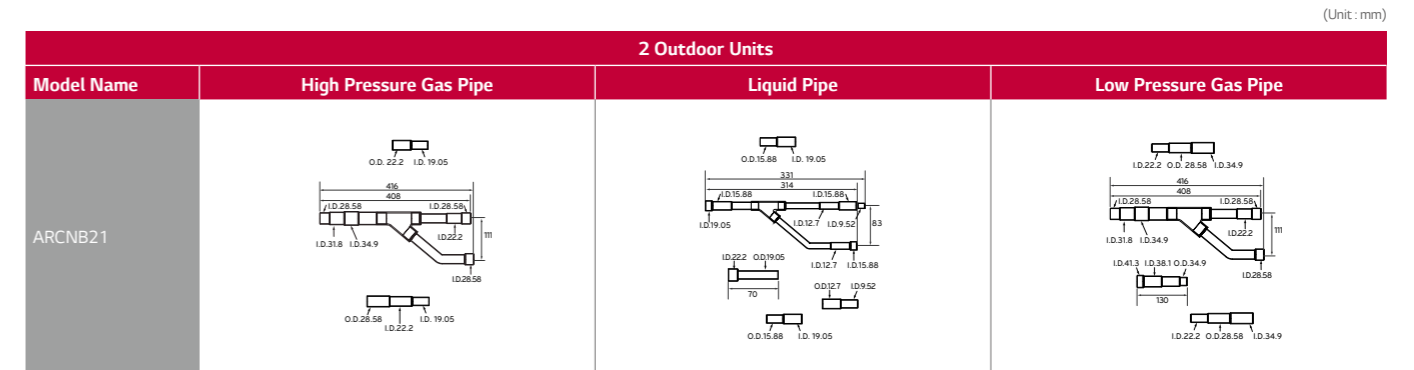 (Unit : mm)
2 Outdoor Units
Model Name
High Pressure Gas Pipe
Liquid Pipe
Low Pressure Gas Pipe
ARCNB21
O.D. 22.2 I.D. 19.05
416
408
I.D.28.58 I.D.28.58
I.D.31.8 I.D.34.9 I.D.22.2 111
I.D.28.58
O.D.28.58 I.D.22.2 I.D. 19.05
O.D.15.88 I.D. 19.05
331
314
I.D.15.88 I.D.15.88
I.D.19.05 I.D.12.7 I.D.9.52 83
I.D.12.7 I.D.15.88
I.D.22.2 O.D.19.05
70
O.D.12.7 I.D.9.52
O.D.15.88 I.D. 19.05
I.D.22.2 O.D. 28.58 I.D.34.9
416
408
I.D.28.58 I.D.28.58
I.D.31.8 I.D.34.9 I.D.22.2 111
I.D.28.58
I.D.41.3 I.D.38.1 O.D.34.9
130
I.D.22.2 O.D.28.58 I.D.34.9